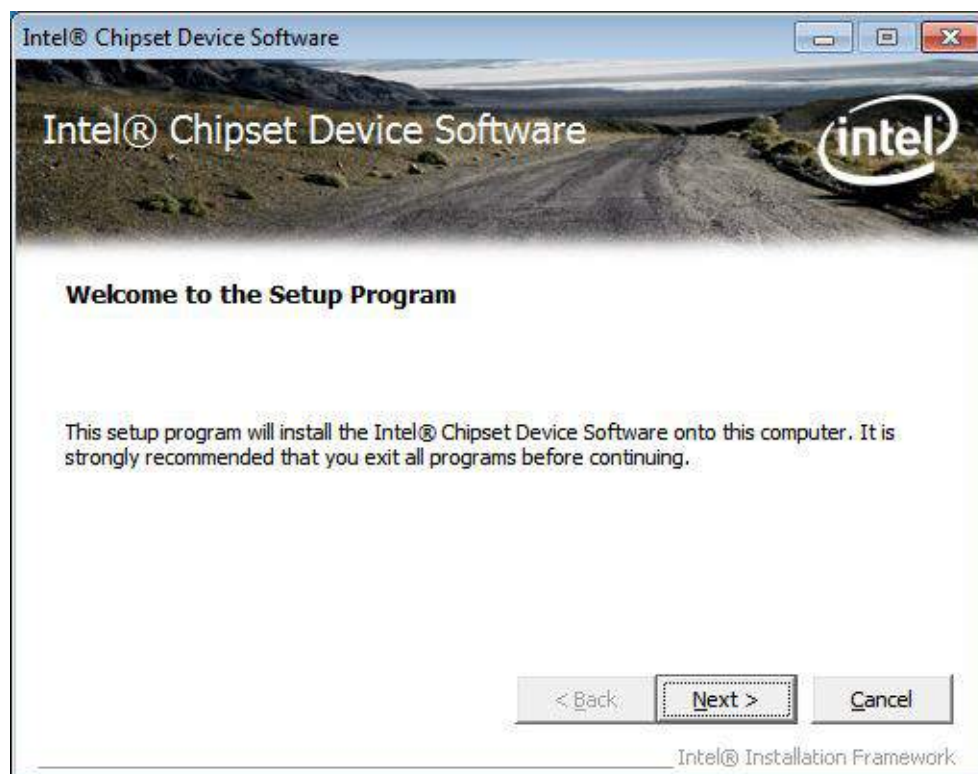 Intel® Chipset Device Software
Intel® Chipset Device Software
intel
Welcome to the Setup Program
This setup program will install the Intel® Chipset Device Software onto this computer. It is
strongly recommended that you exit all programs before continuing.
< Back
Next >
Cancel
Intel® Installation Framework